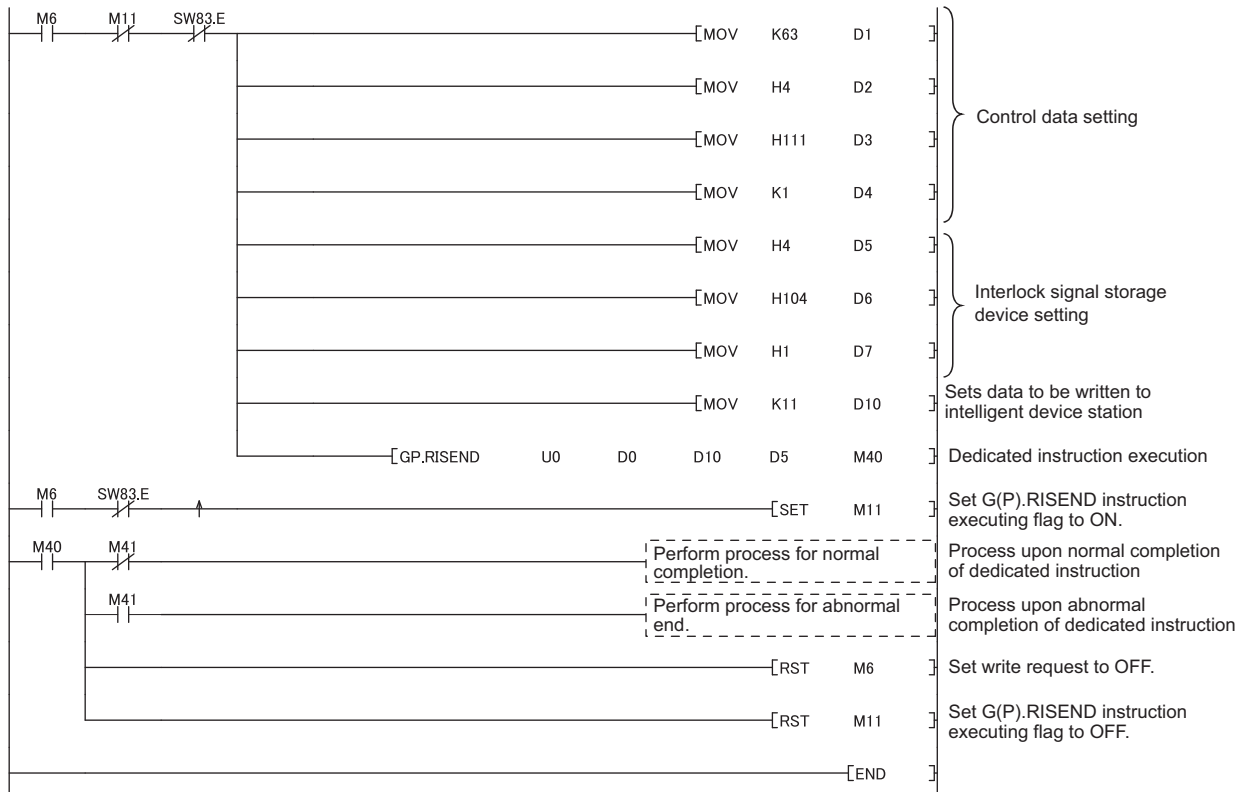 M6 M11 SW83.E
MOV K63 D1
MOV H4 D2
Control data setting
MOV H111 D3
MOV K1 D4
MOV H4 D5
MOV H104 D6
Interlock signal storage
device setting
MOV H1 D7
MOV K11 D10
Sets data to be written to
intelligent device station
GP.RISEND U0 D0 D10 D5 M40
Dedicated instruction execution
M6 SW83.E
SET M11
Set G(P).RISEND instruction
executing flag to ON.
M40 M41
Perform process for normal
completion.
Process upon normal completion
of dedicated instruction
M41
Perform process for abnormal
end.
Process upon abnormal
completion of dedicated instruction
RST M6
Set write request to OFF.
RST M11
Set G(P).RISEND instruction
executing flag to OFF.
END